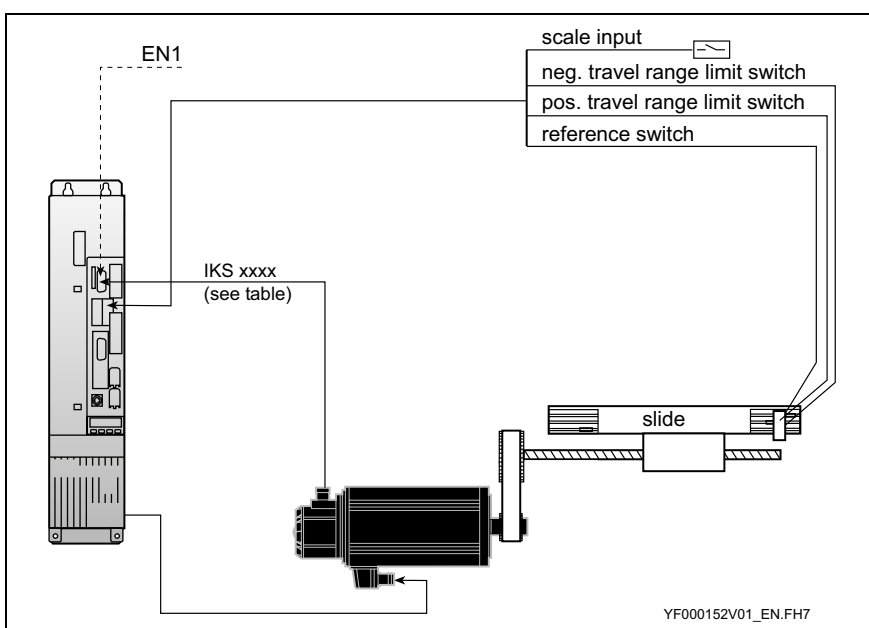 EN1
scale input
neg. travel range limit switch
pos. travel range limit switch
reference switch
IKS xxxx
(see table)
slide
YF000152V01_EN.FH7